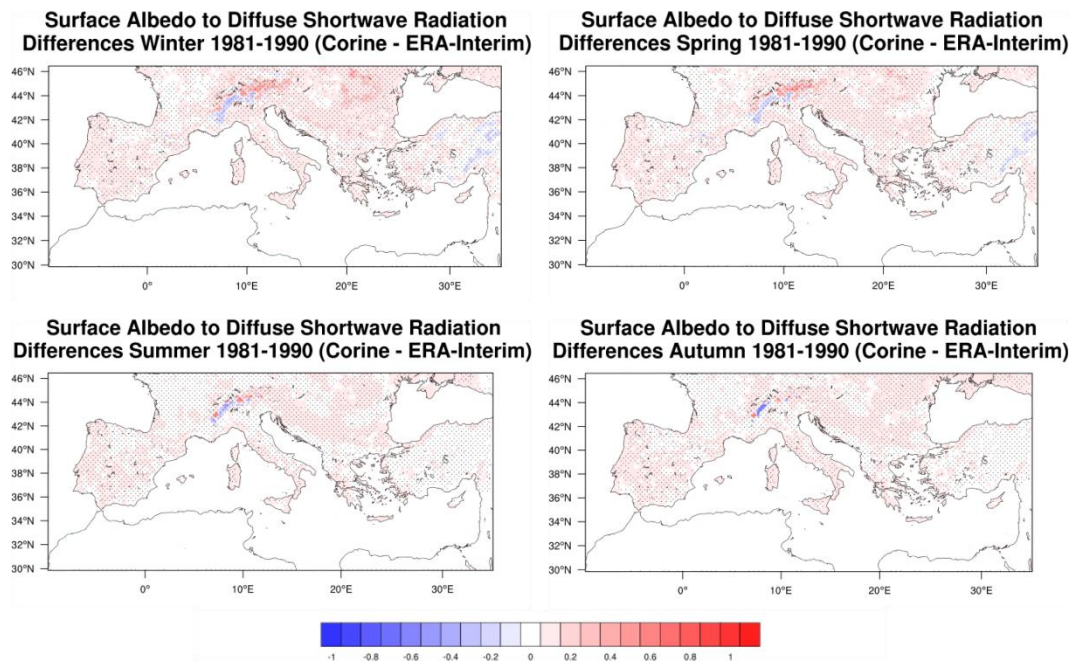 Surface Albedo to Diffuse Shortwave Radiation
Differences Winter 1981-1990 (Corine - ERA-Interim)
46°N
44°N
42°N
40°N
38°N
36°N
34°N
32°N
30°N
0°
10°E
20°E
30°E
Surface Albedo to Diffuse Shortwave Radiation
Differences Spring 1981-1990 (Corine - ERA-Interim)
46°N
44°N
42°N
40°N
38°N
36°N
34°N
32°N
30°N
0°
10°E
20°E
30°E
Surface Albedo to Diffuse Shortwave Radiation
Differences Summer 1981-1990 (Corine - ERA-Interim)
46°N
44°N
42°N
40°N
38°N
36°N
34°N
32°N
30°N
0°
10°E
20°E
30°E
Surface Albedo to Diffuse Shortwave Radiation
Differences Autumn 1981-1990 (Corine - ERA-Interim)
46°N
44°N
42°N
40°N
38°N
36°N
34°N
32°N
30°N
0°
10°E
20°E
30°E
-1 -0.8 -0.6 -0.4 -0.2 0 0.2 0.4 0.6 0.8 1